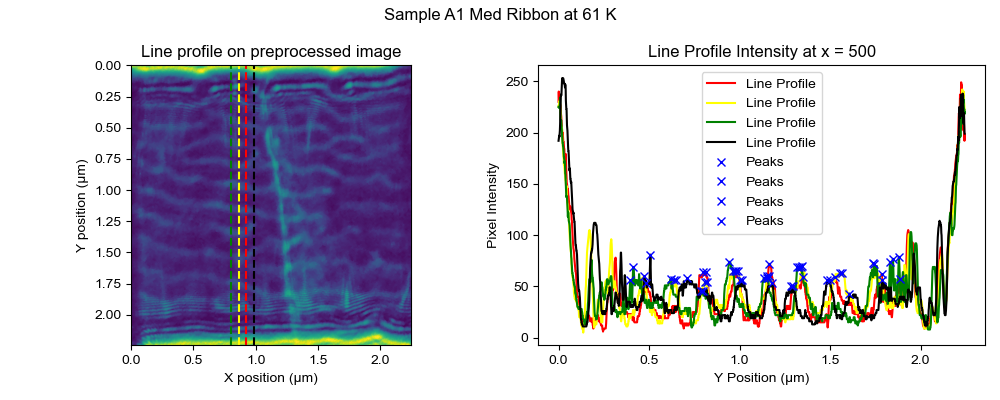 Sample A1 Med Ribbon at 61 K
Line profile on preprocessed image
Y position (μm)
0.00
0.25
0.50
0.75
1.00
1.25
1.50
1.75
2.00
0.0
0.5
1.0
1.5
2.0
X position (μm)
Line Profile Intensity at x = 500
Pixel Intensity
250
200
150
100
50
0
Line Profile
Line Profile
Line Profile
Line Profile
Peaks
Peaks
Peaks
Peaks
0.0
0.5
1.0
1.5
2.0
Y Position (μm)